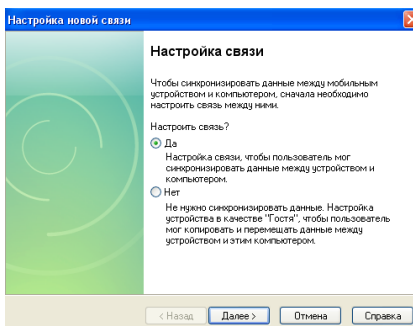 Настройка новой связи
Настройка связи
Чтобы синхронизировать данные между мобильным
устройством и компьютером, сначала необходимо
настроить связь между ними.
Настроить связь?
Да
Настройка связи, чтобы пользователь мог
синхронизировать данные между устройством и
компьютером.
Нет
Не нужно синхронизировать данные. Настройка
устройства в качестве "Гостя", чтобы пользователь
мог копировать и перемещать данные между
устройством и этим компьютером.
< Назад Далее > Отмена Справка